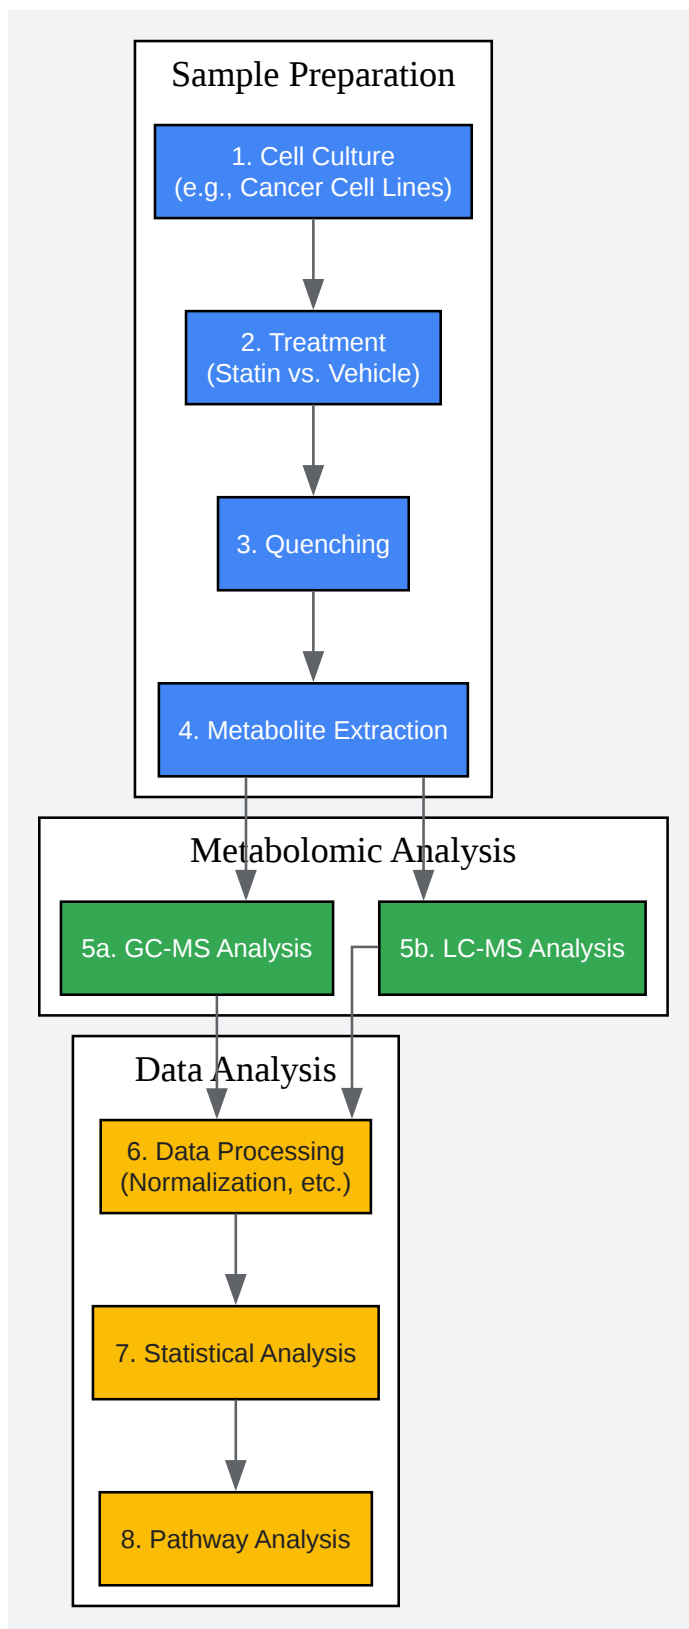 Sample Preparation
1. Cell Culture
(e.g., Cancer Cell Lines)
2. Treatment
(Statin vs. Vehicle)
3. Quenching
4. Metabolite Extraction
Metabolomic Analysis
5a. GC-MS Analysis
5b. LC-MS Analysis
Data Analysis
6. Data Processing
(Normalization, etc.)
7. Statistical Analysis
8. Pathway Analysis